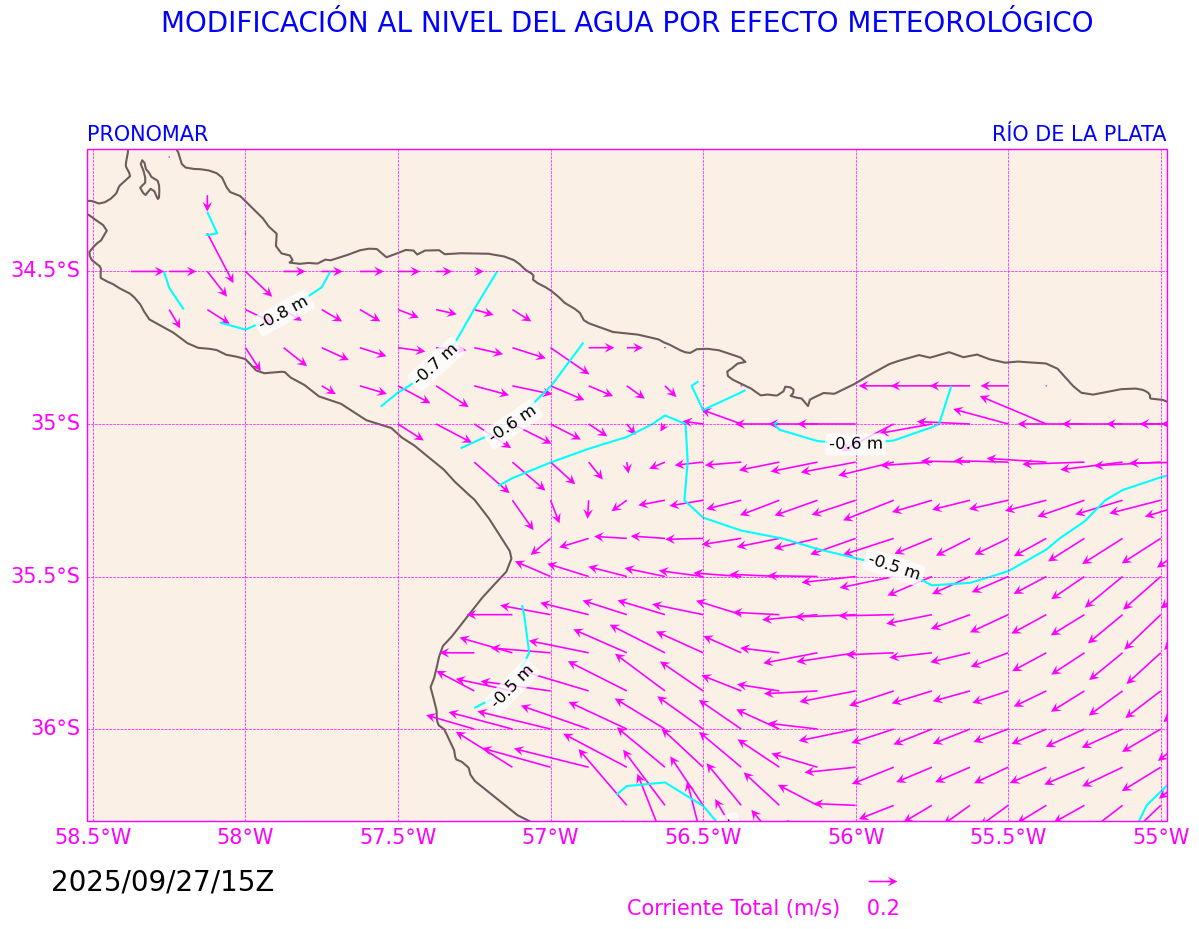 MODIFICACIÓN AL NIVEL DEL AGUA POR EFECTO METEOROLÓGICO
PRONOMAR
RÍO DE LA PLATA
34.5°S
-0.8 m
-0.7 m
-0.6 m
35°S
-0.6 m
-0.5 m
35.5°S
-0.5 m
36°S
58.5°W 58°W 57.5°W 57°W 56.5°W 56°W 55.5°W 55°W
2025/09/27/15Z
Corriente Total (m/s) 0.2